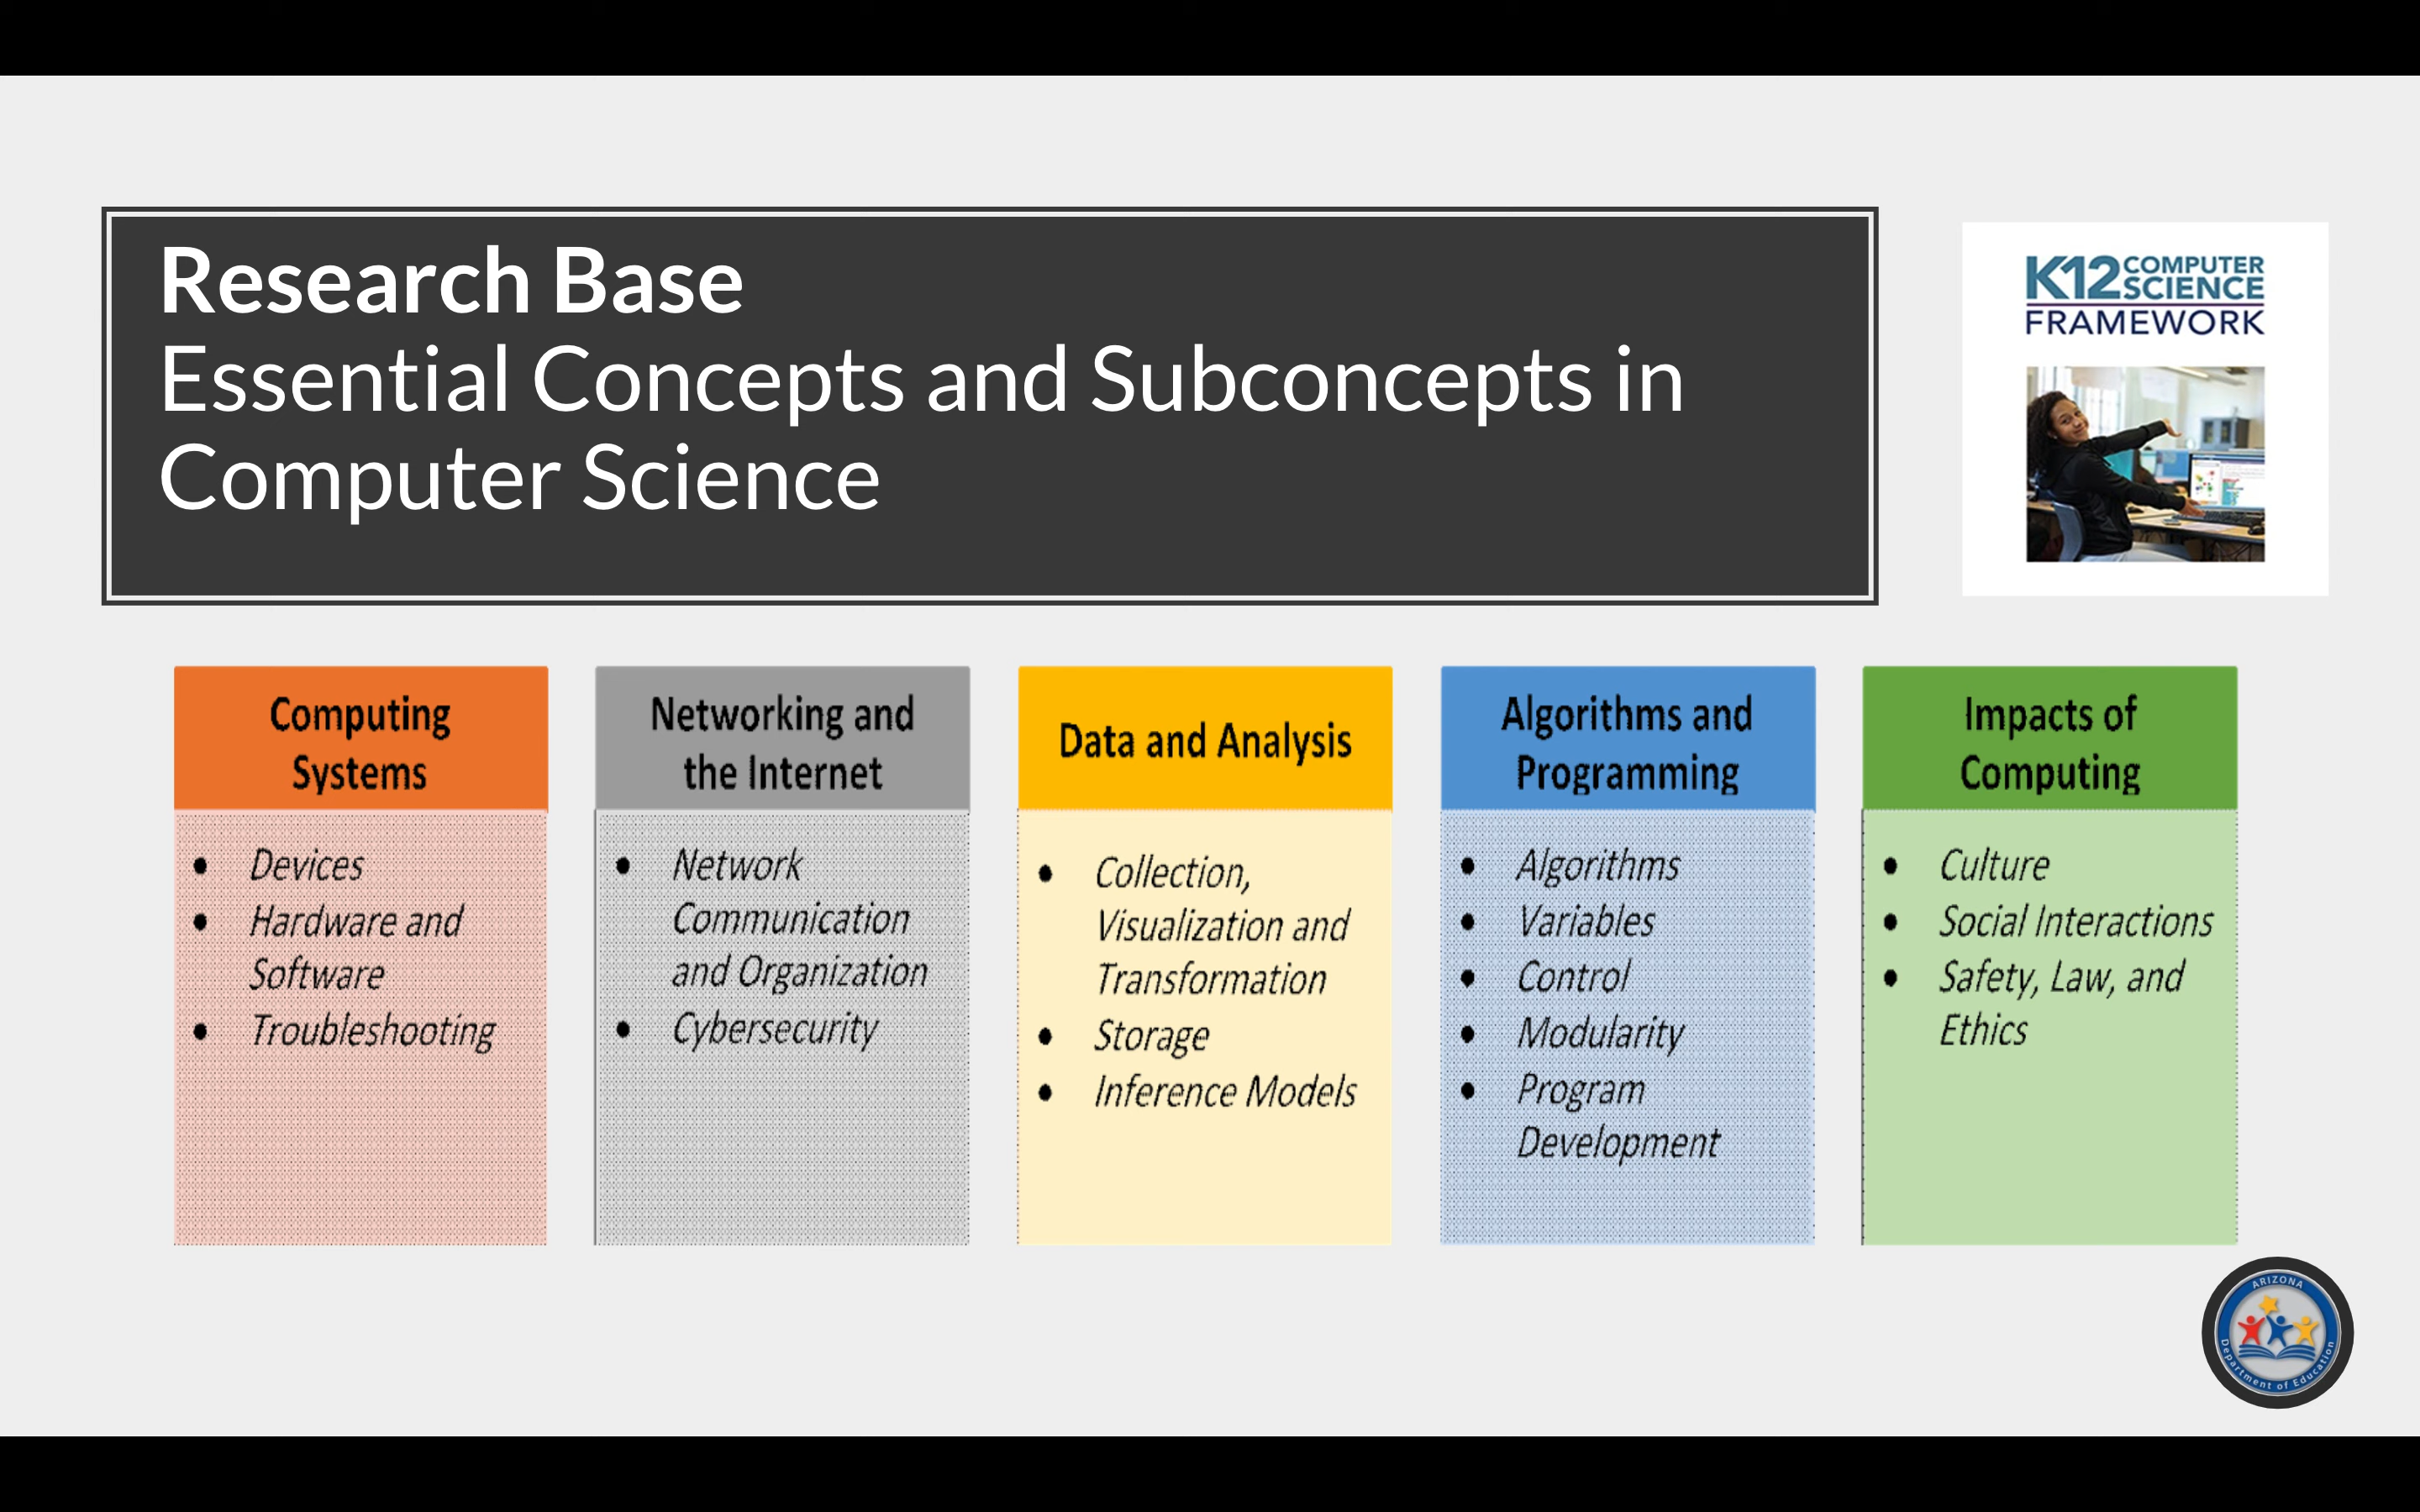 Research Base
Essential Concepts and Subconcepts in
Computer Science
K12 COMPUTER
SCIENCE
FRAMEWORK
Computing
Systems
• Devices
• Hardware and
Software
• Troubleshooting
Networking and
the Internet
• Network
Communication
and Organization
• Cybersecurity
Data and Analysis
• Collection,
Visualization and
Transformation
• Storage
• Inference Models
Algorithms and
Programming
• Algorithms
• Variables
• Control
• Modularity
• Program
Development
Impacts of
Computing
• Culture
• Social Interactions
• Safety, Law, and
Ethics
ARIZONA
Department of Education